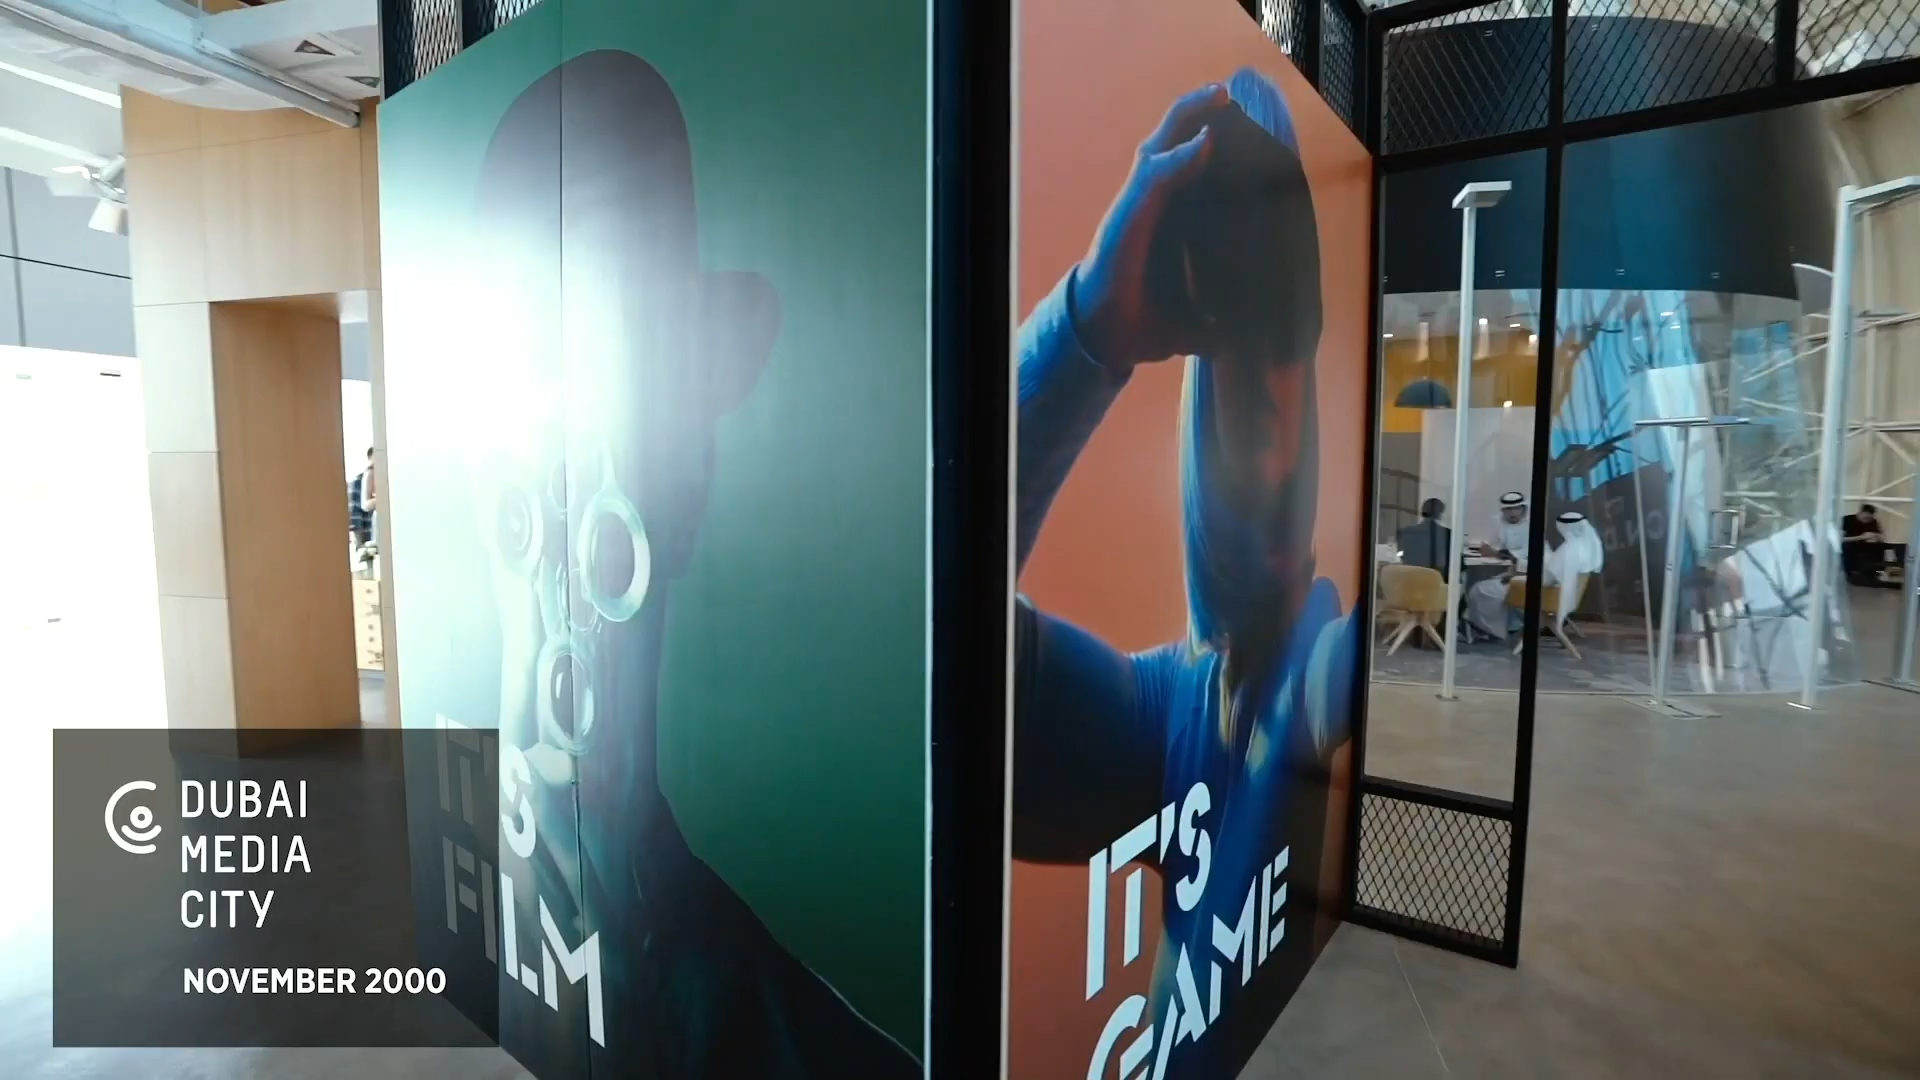 DUBAI
MEDIA
CITY
NOVEMBER 2000
IT'S
FILM
IT'S
GAME